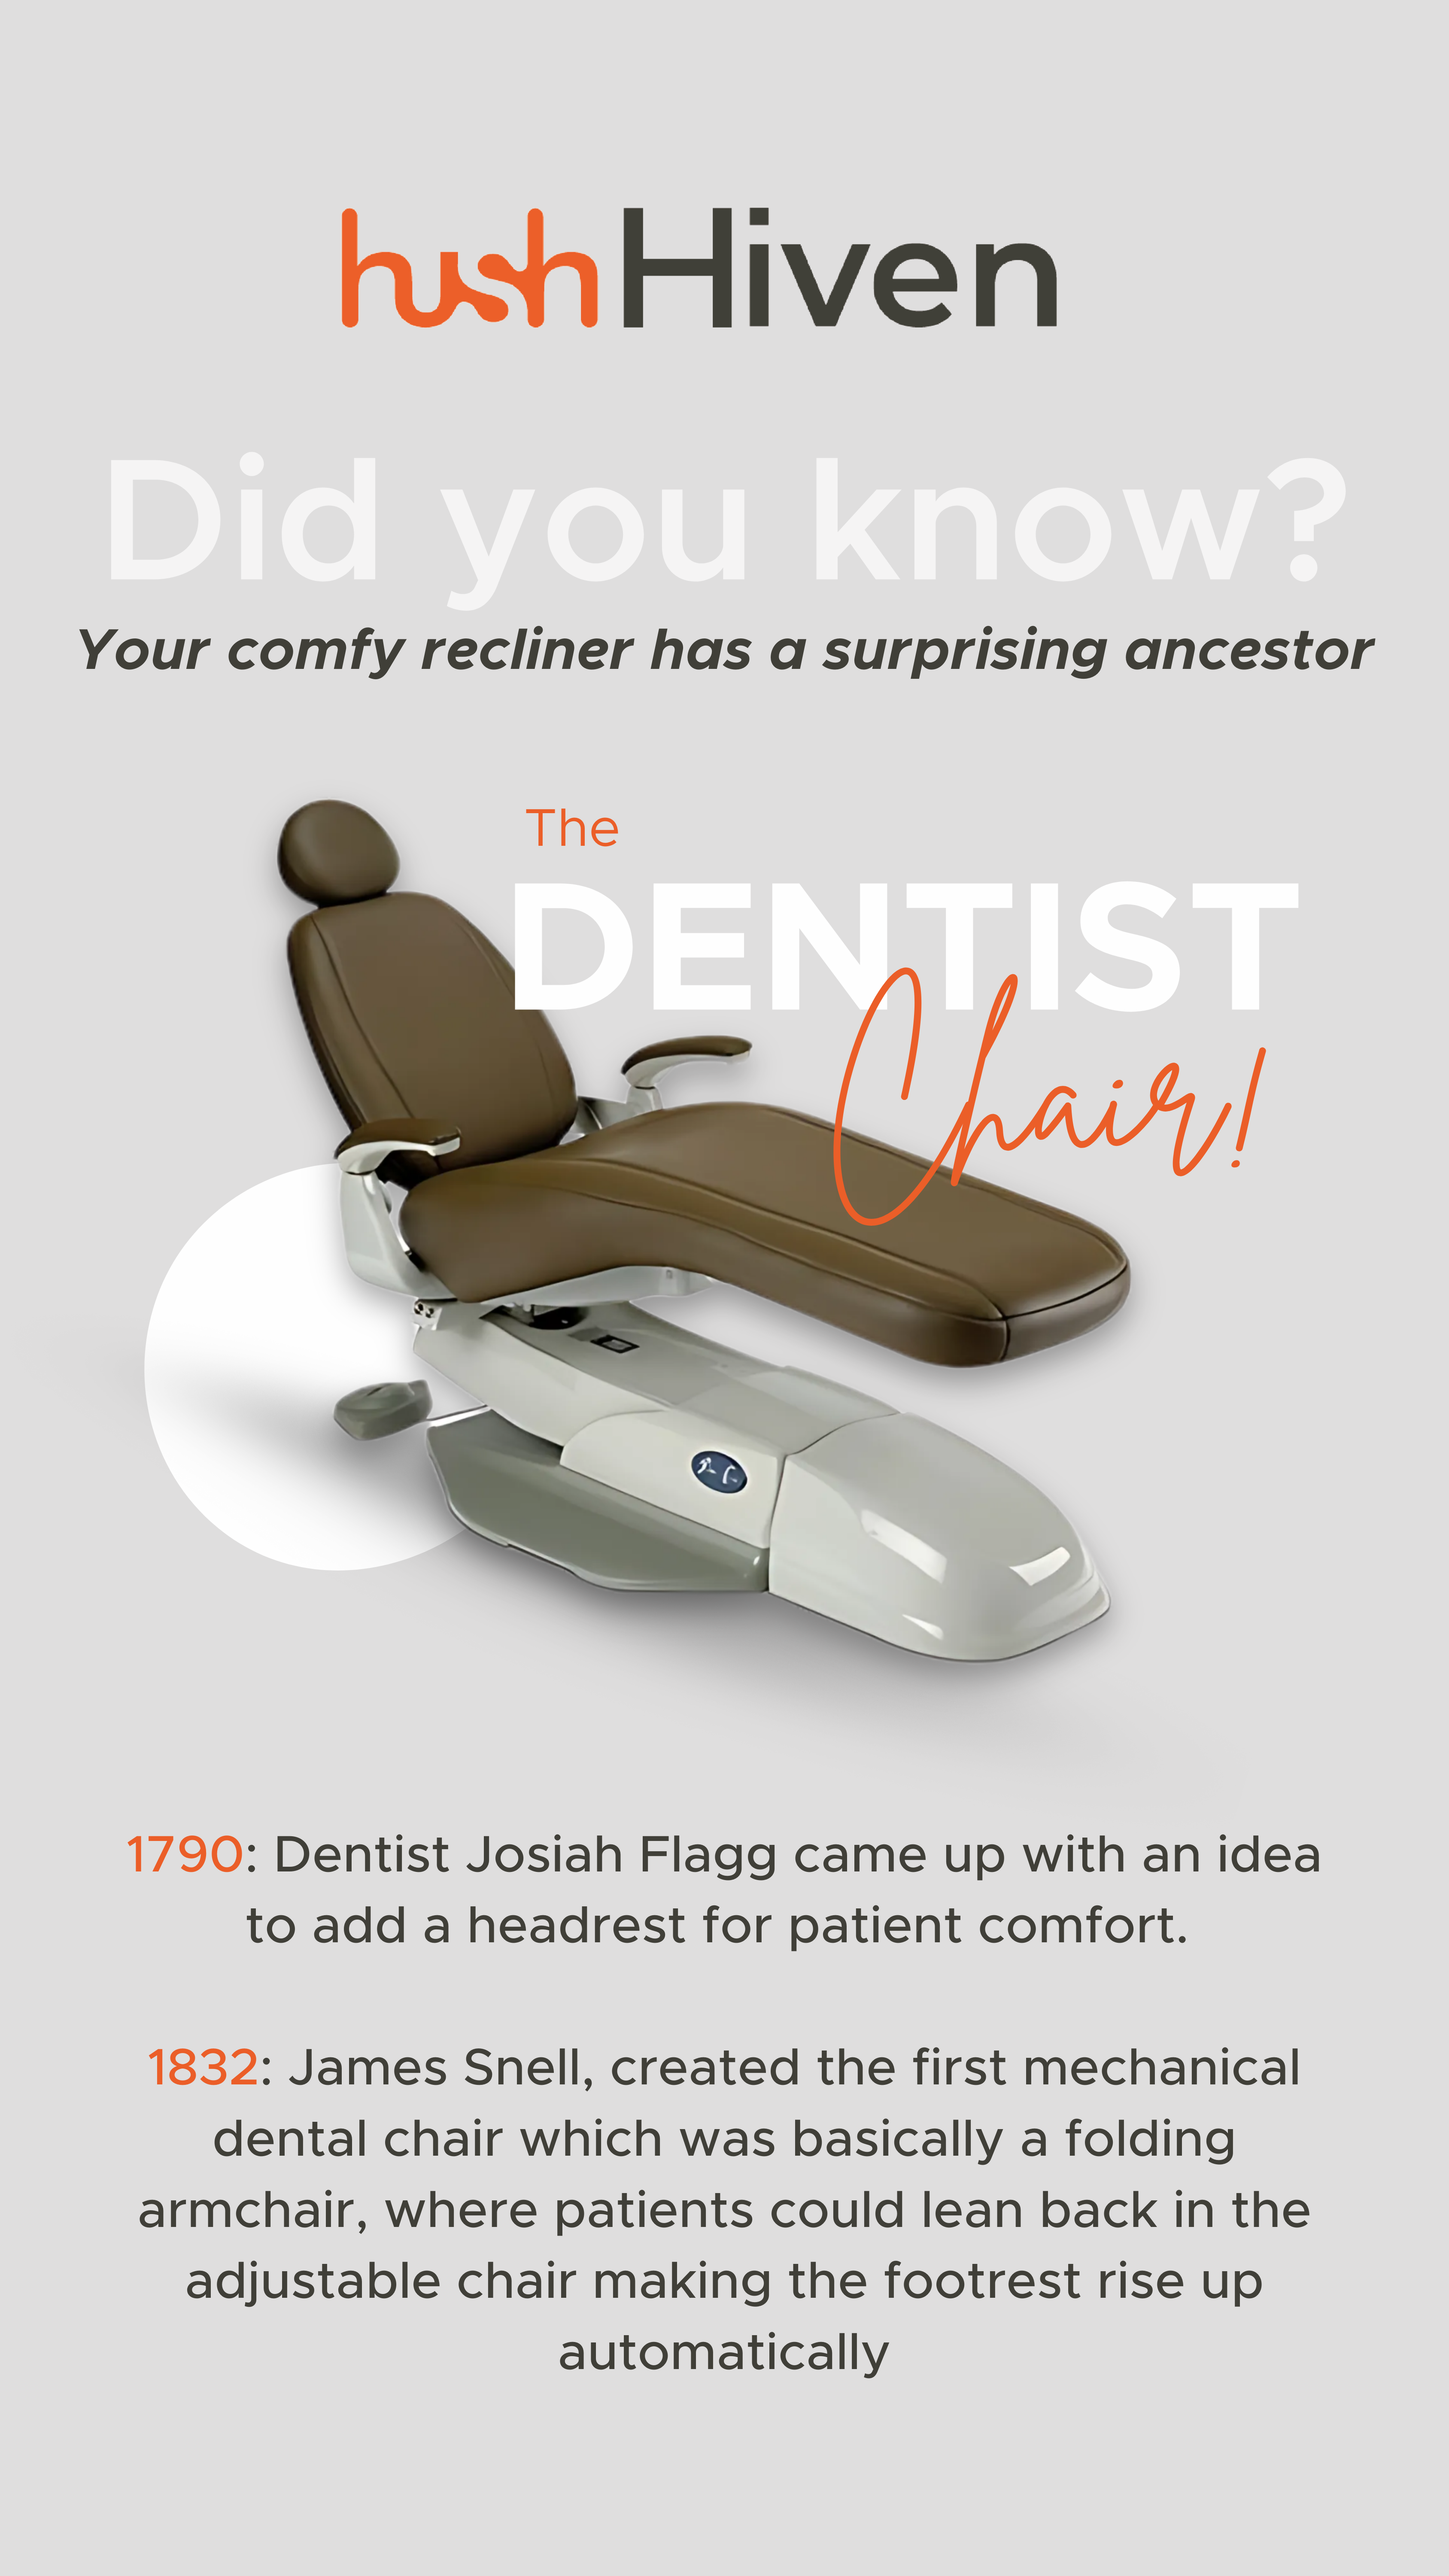 hushHiven
Did you know?
Your comfy recliner has a surprising ancestor
The
DENTIST
Chair!
1790: Dentist Josiah Flagg came up with an idea
to add a headrest for patient comfort.
1832: James Snell, created the first mechanical
dental chair which was basically a folding
armchair, where patients could lean back in the
adjustable chair making the footrest rise up
automatically